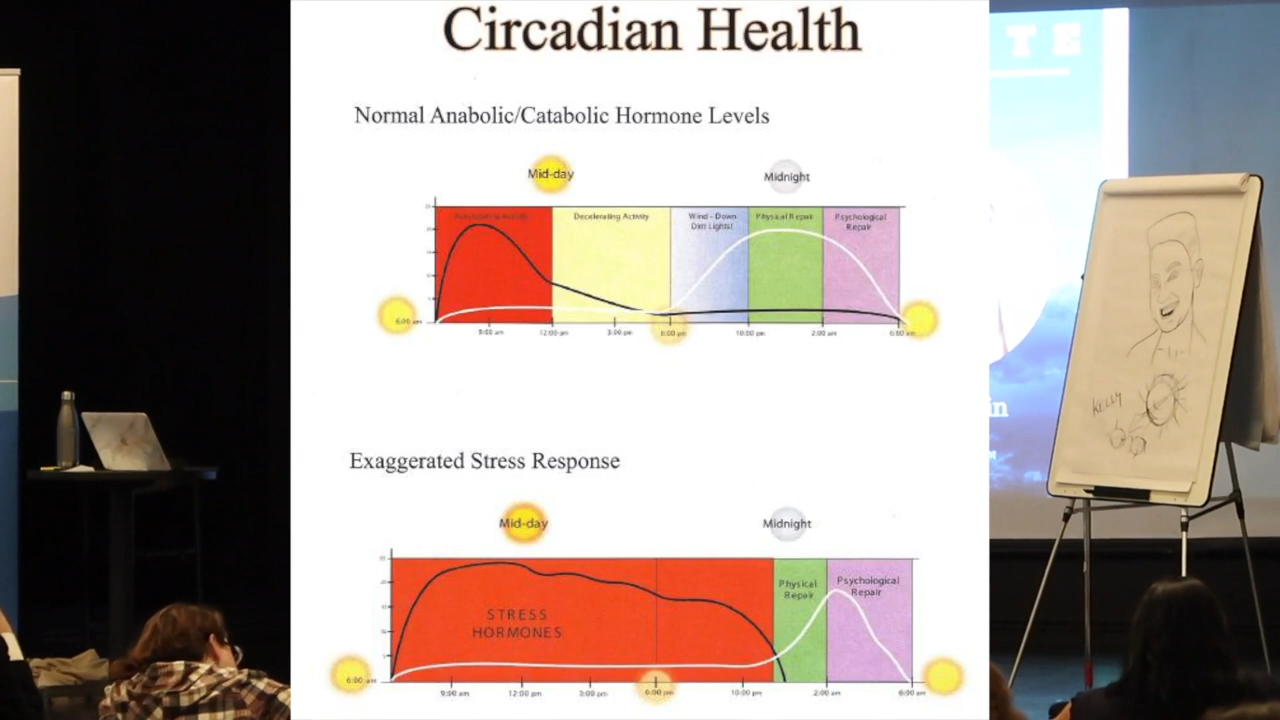 Circadian Health
Normal Anabolic/Catabolic Hormone Levels
Mid-day
Midnight
Decelerating Activity
Wind - Down
Dim Lights!
Physical Repair
Psychological
Repair
6:00 am
9:00 am
12:00 pm
3:00 pm
6:00 pm
10:00 pm
2:00 am
6:00 am
Exaggerated Stress Response
Mid-day
Midnight
STRESS
HORMONES
Physical
Repair
Psychological
Repair
6:00 am
9:00 am
12:00 pm
3:00 pm
6:00 pm
10:00 pm
2:00 am
6:00 am
T E
in
KELLY